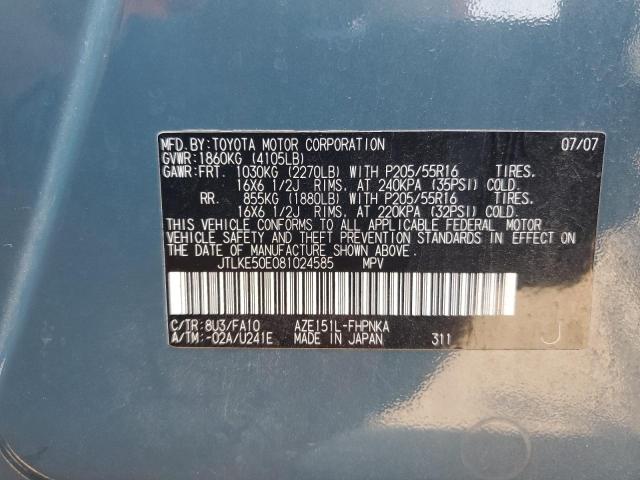 MFD. BY: TOYOTA MOTOR CORPORATION 07/07
GVWR: 1860KG (4105LB)
GAWR: FRT. 1030KG (2270LB) WITH P205/55R16 TIRES.
16X6 1/2J RIMS, AT 240KPA (35PSI) COLD.
RR. 855KG (1880LB) WITH P205/55R16 TIRES.
16X6 1/2J RIMS, AT 220KPA (32PSI) COLD.
THIS VEHICLE CONFORMS TO ALL APPLICABLE FEDERAL MOTOR
VEHICLE SAFETY AND THEFT PREVENTION STANDARDS IN EFFECT ON
THE DATE OF MANUFACTURE SHOWN ABOVE.
JTLKE50E081024585 MPV
C/TR: 8U3/FA10 AZE151L-FHPNKA
A/TM: -02A/U241E MADE IN JAPAN 311 J